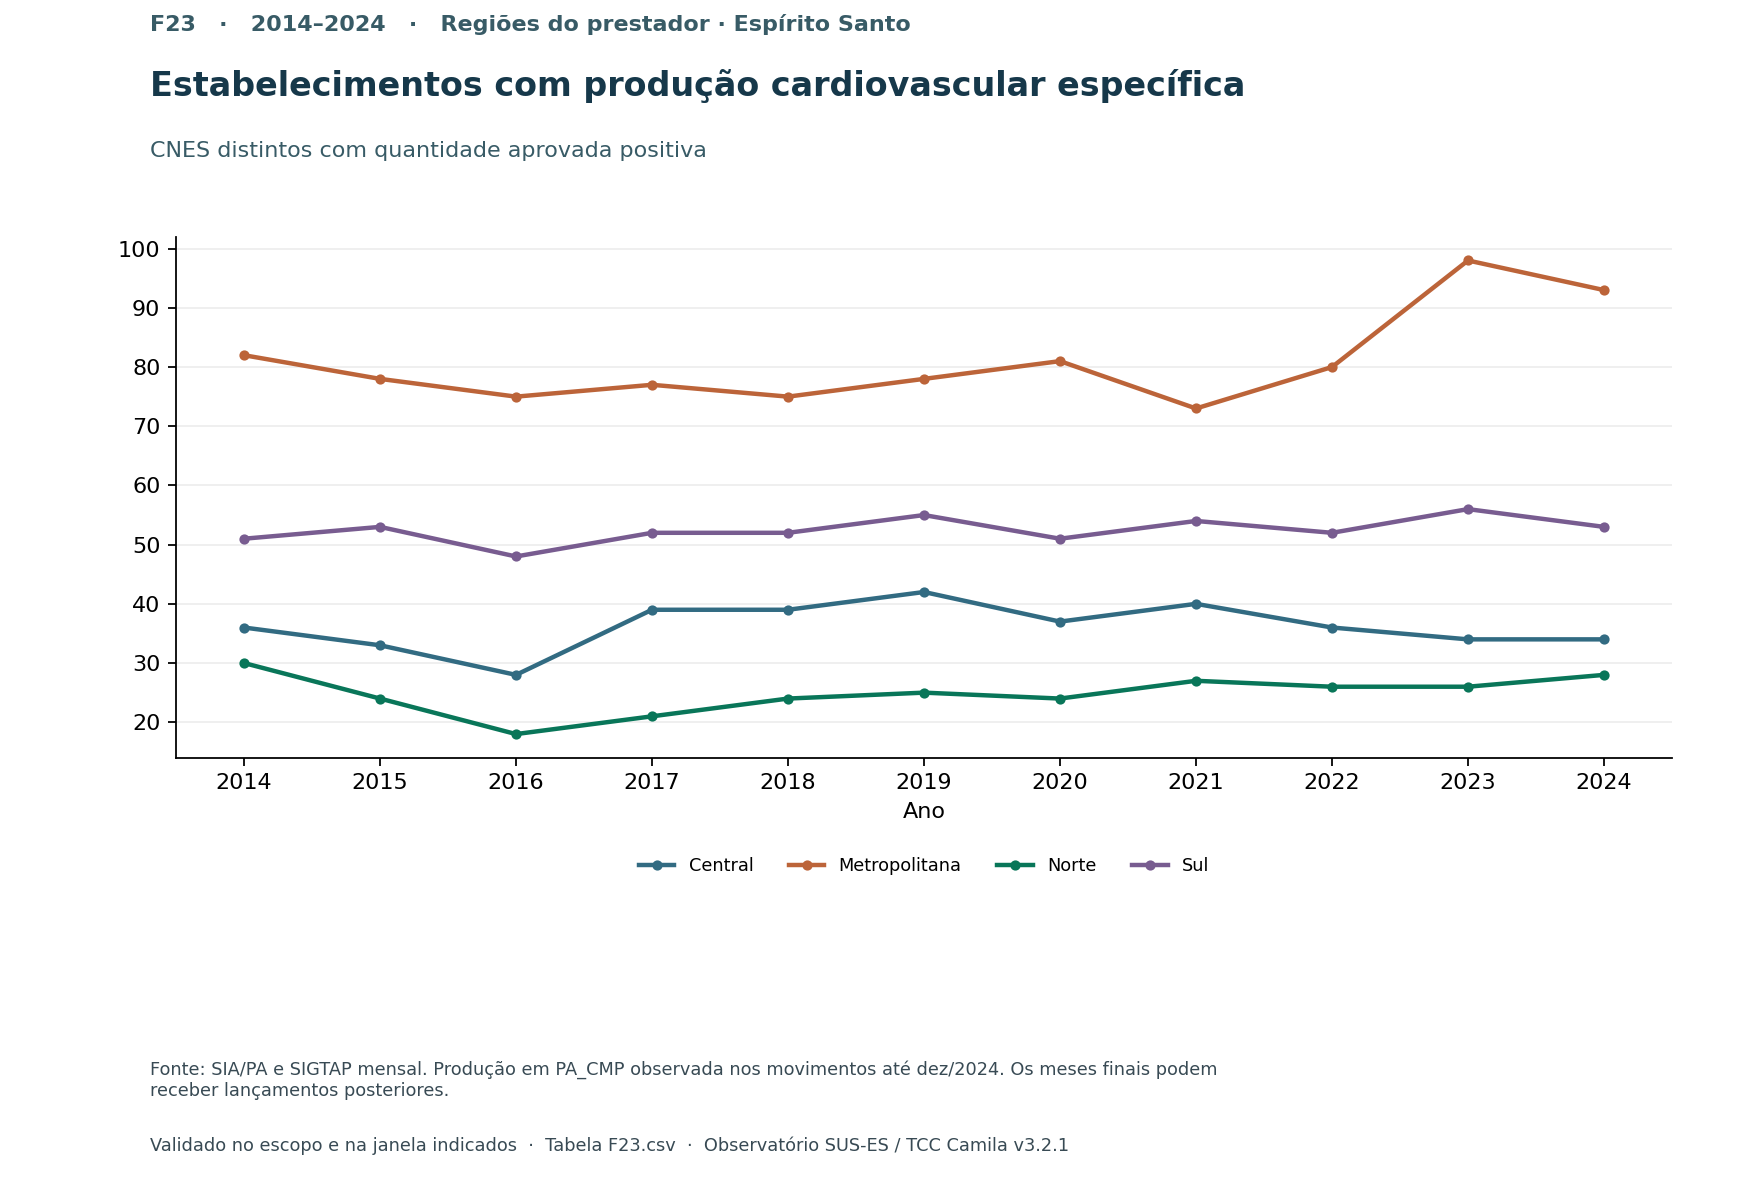 F23 · 2014–2024 · Regiões do prestador · Espírito Santo
Estabelecimentos com produção cardiovascular específica
CNES distintos com quantidade aprovada positiva
100
90
80
70
60
50
40
30
20
2014 2015 2016 2017 2018 2019 2020 2021 2022 2023 2024
Ano
Central Metropolitana Norte Sul
Fonte: SIA/PA e SIGTAP mensal. Produção em PA_CMP observada nos movimentos até dez/2024. Os meses finais podem
receber lançamentos posteriores.
Validado no escopo e na janela indicados · Tabela F23.csv · Observatório SUS-ES / TCC Camila v3.2.1